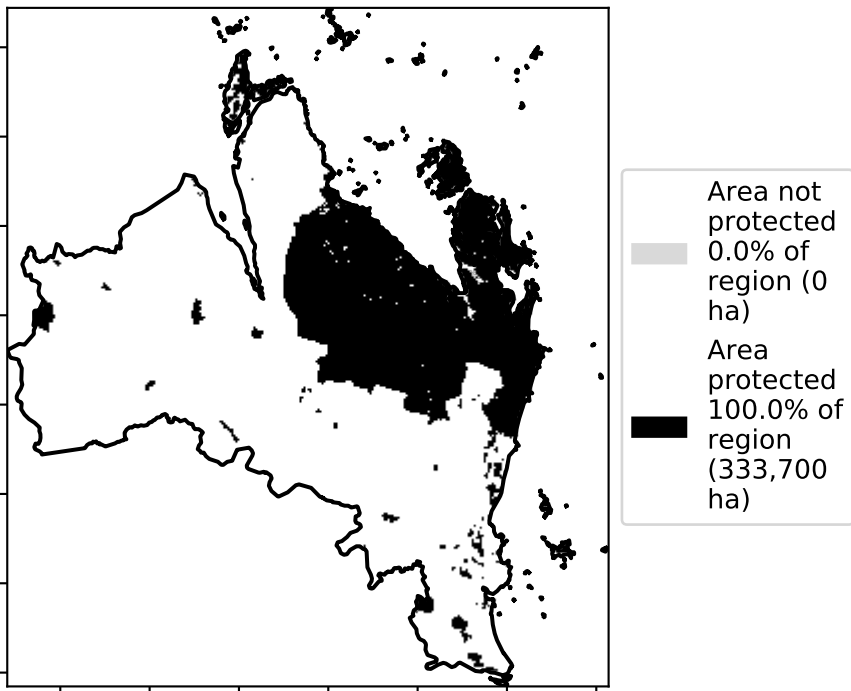 Area not
protected
0.0% of
region (0
ha)
Area
protected
100.0% of
region
(333,700
ha)